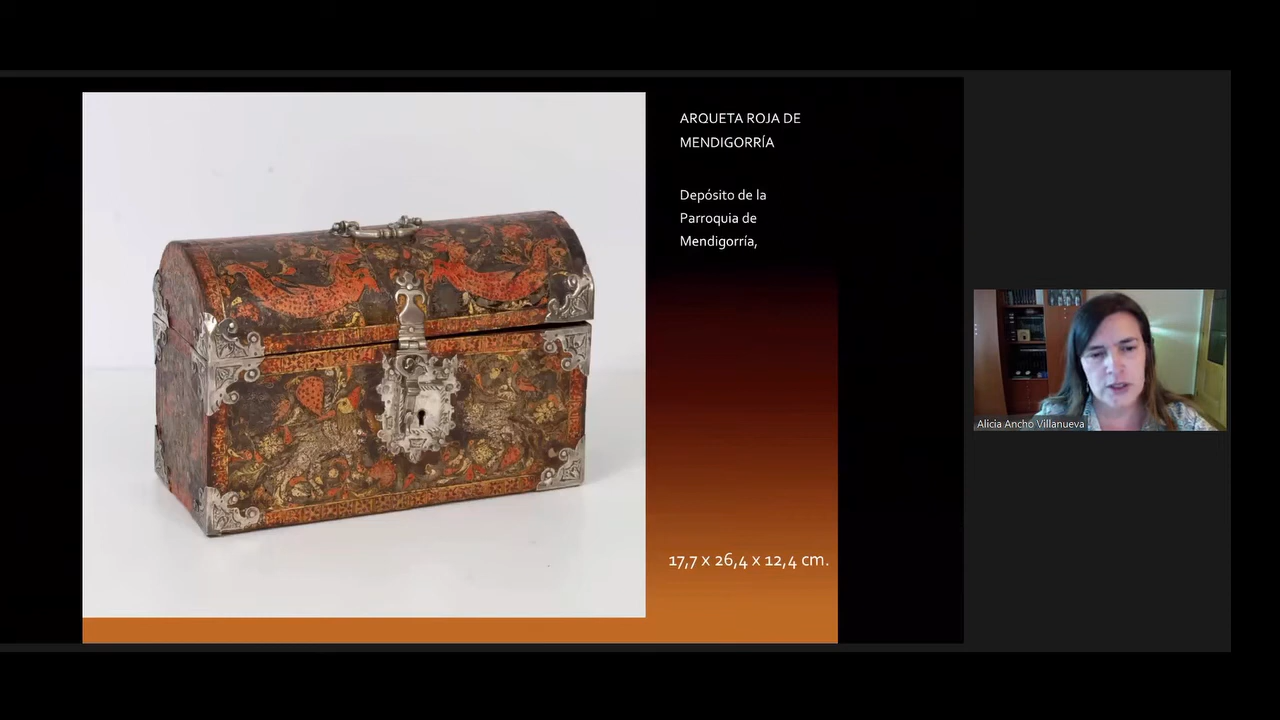 ARQUETA ROJA DE
MENDIGORRÍA
Depósito de la
Parroquia de
Mendigorría,
17,7 x 26,4 x 12,4 cm.
Alicia Ancho Villanueva